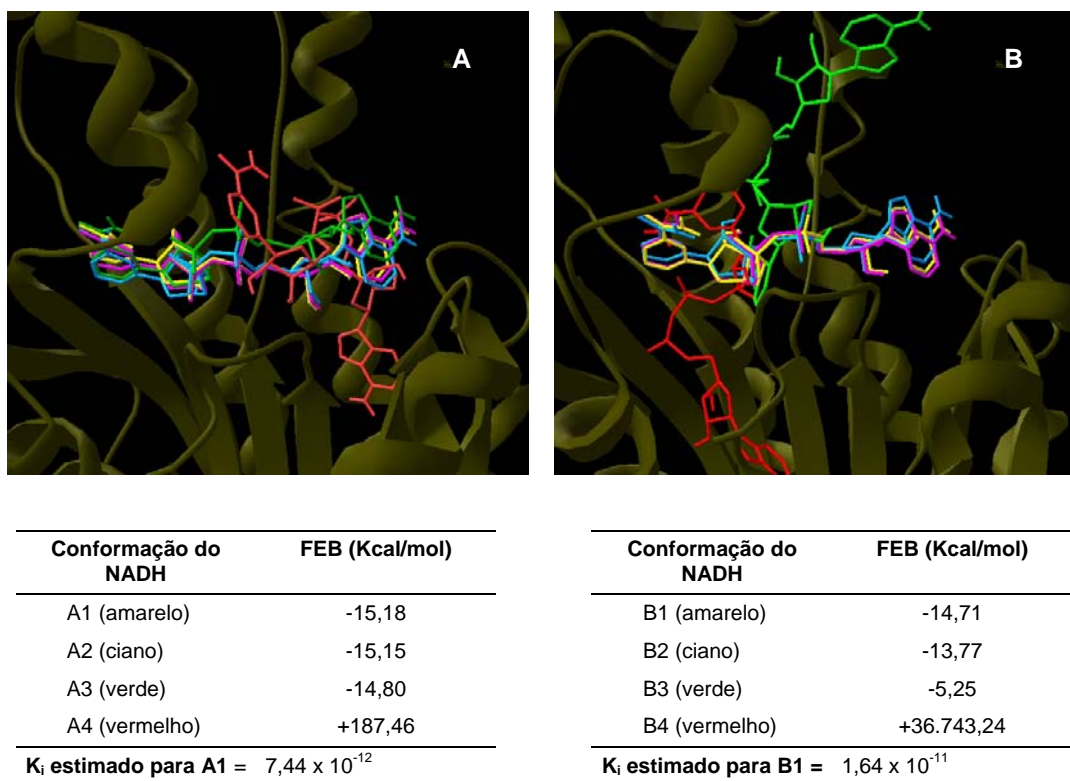 A
B
Conformação do NADH FEB (Kcal/mol)
A1 (amarelo) -15,18
A2 (ciano) -15,15
A3 (verde) -14,80
A4 (vermelho) +187,46
Ki estimado para A1 = 7,44 x 10-12
Conformação do NADH FEB (Kcal/mol)
B1 (amarelo) -14,71
B2 (ciano) -13,77
B3 (verde) -5,25
B4 (vermelho) +36.743,24
Ki estimado para B1 = 1,64 x 10-11